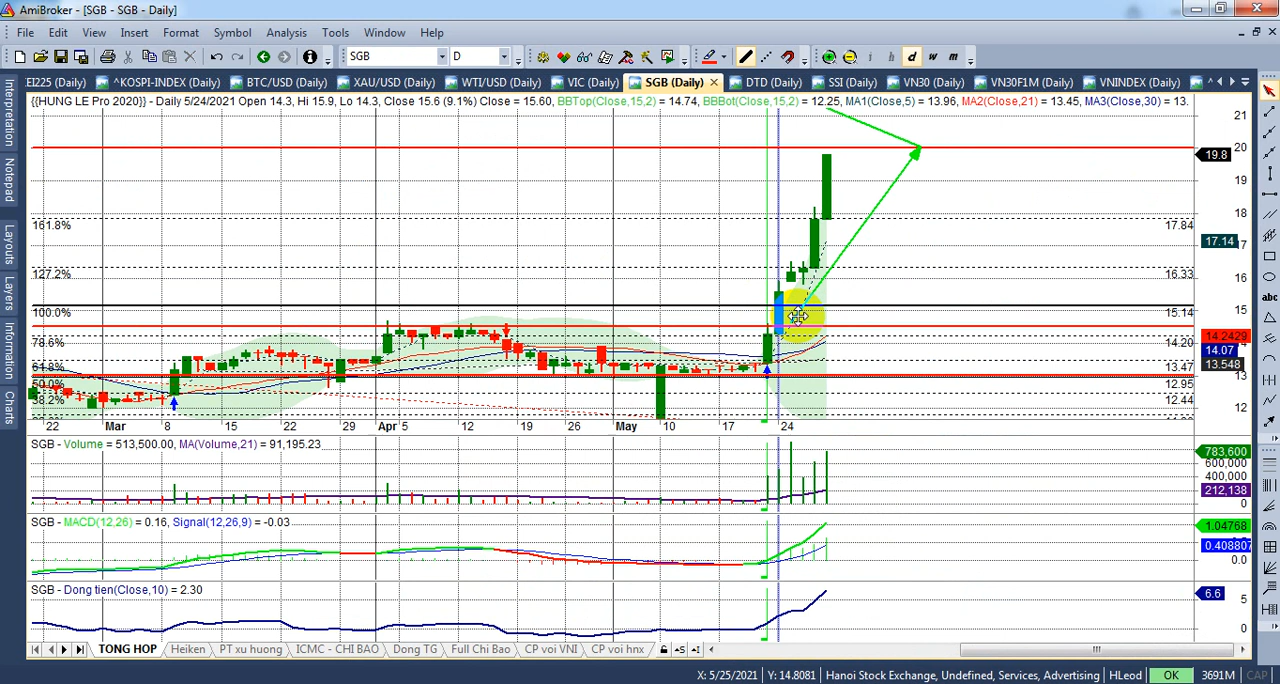 AmiBroker - [SGB - SGB - Daily]
File Edit View Insert Format Symbol Analysis Tools Window Help
SGB D i h d w m
EI225 (Daily) ^KOSPI-INDEX (Daily) BTC/USD (Daily) XAU/USD (Daily) WTI/USD (Daily) VIC (Daily) SGB (Daily) DTD (Daily) SSI (Daily) VN30 (Daily) VN30F1M (Daily) VNINDEX (Daily)
Interpretation
Notepad
Layouts
Layers
Information
Charts
{{HUNG LE Pro 2020}} - Daily 5/24/2021 Open 14.3, Hi 15.9, Lo 14.3, Close 15.6 (9.1%) Close = 15.60, BBTop(Close,15,2) = 14.74, BBBot(Close,15,2) = 12.25, MA1(Close,5) = 13.96, MA2(Close,21) = 13.45, MA3(Close,30) = 13.
21
20
19.8
19
18
161.8% 17.84
17.14 17
127.2% 16.33
16
100.0% 15.14
15
78.6% 14.20
14.2429
14.07
61.8% 13.47
13.548
13
50.0% 12.95
38.2% 12.44
12
22 Mar 8 15 22 29 Apr 5 12 19 26 May 10 17 24
SGB - Volume = 513,500.00, MA(Volume,21) = 91,195.23
783,600
600,000
400,000
212,138
0
SGB - MACD(12,26) = 0.16, Signal(12,26,9) = -0.03
1.04768
0.408807
0.0
SGB - Dong tien(Close,10) = 2.30
6.6 5
0
TONG HOP Heiken PT xu huong ICMC - CHI BAO Dong TG Full Chi Bao CP voi VNI CP voi hnx
abc
X: 5/25/2021 Y: 14.8081 Hanoi Stock Exchange, Undefined, Services, Advertising HLeod OK 3691M CAP